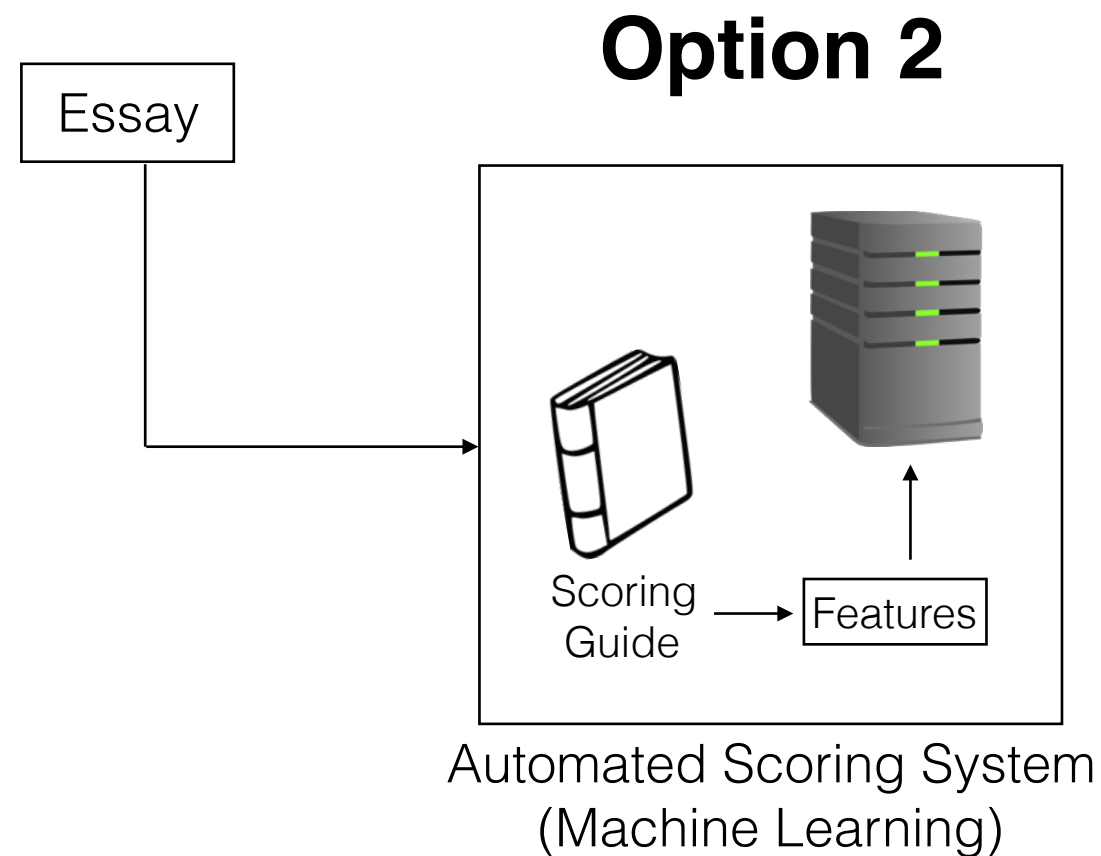 Option 2
Essay
Scoring
Guide
Features
Automated Scoring System
(Machine Learning)